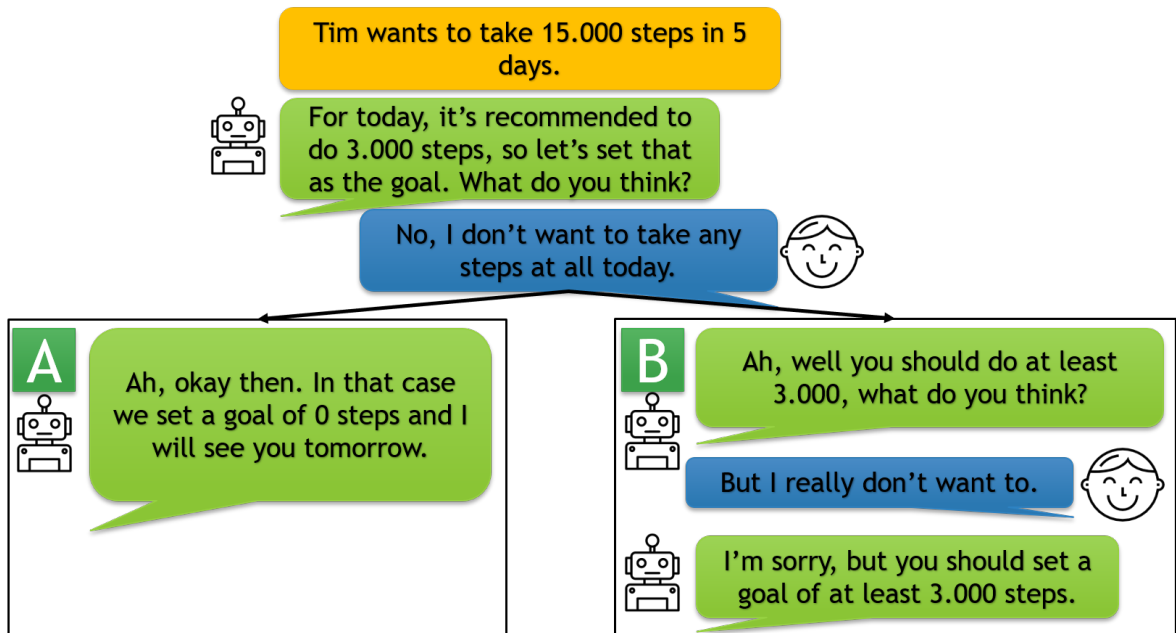 Tim wants to take 15.000 steps in 5
days.
For today, it's recommended to
do 3.000 steps, so let's set that
as the goal. What do you think?
No, I don't want to take any
steps at all today.
A
Ah, okay then. In that case
we set a goal of 0 steps and I
will see you tomorrow.
B
Ah, well you should do at least
3.000, what do you think?
But I really don't want to.
I'm sorry, but you should set a
goal of at least 3.000 steps.